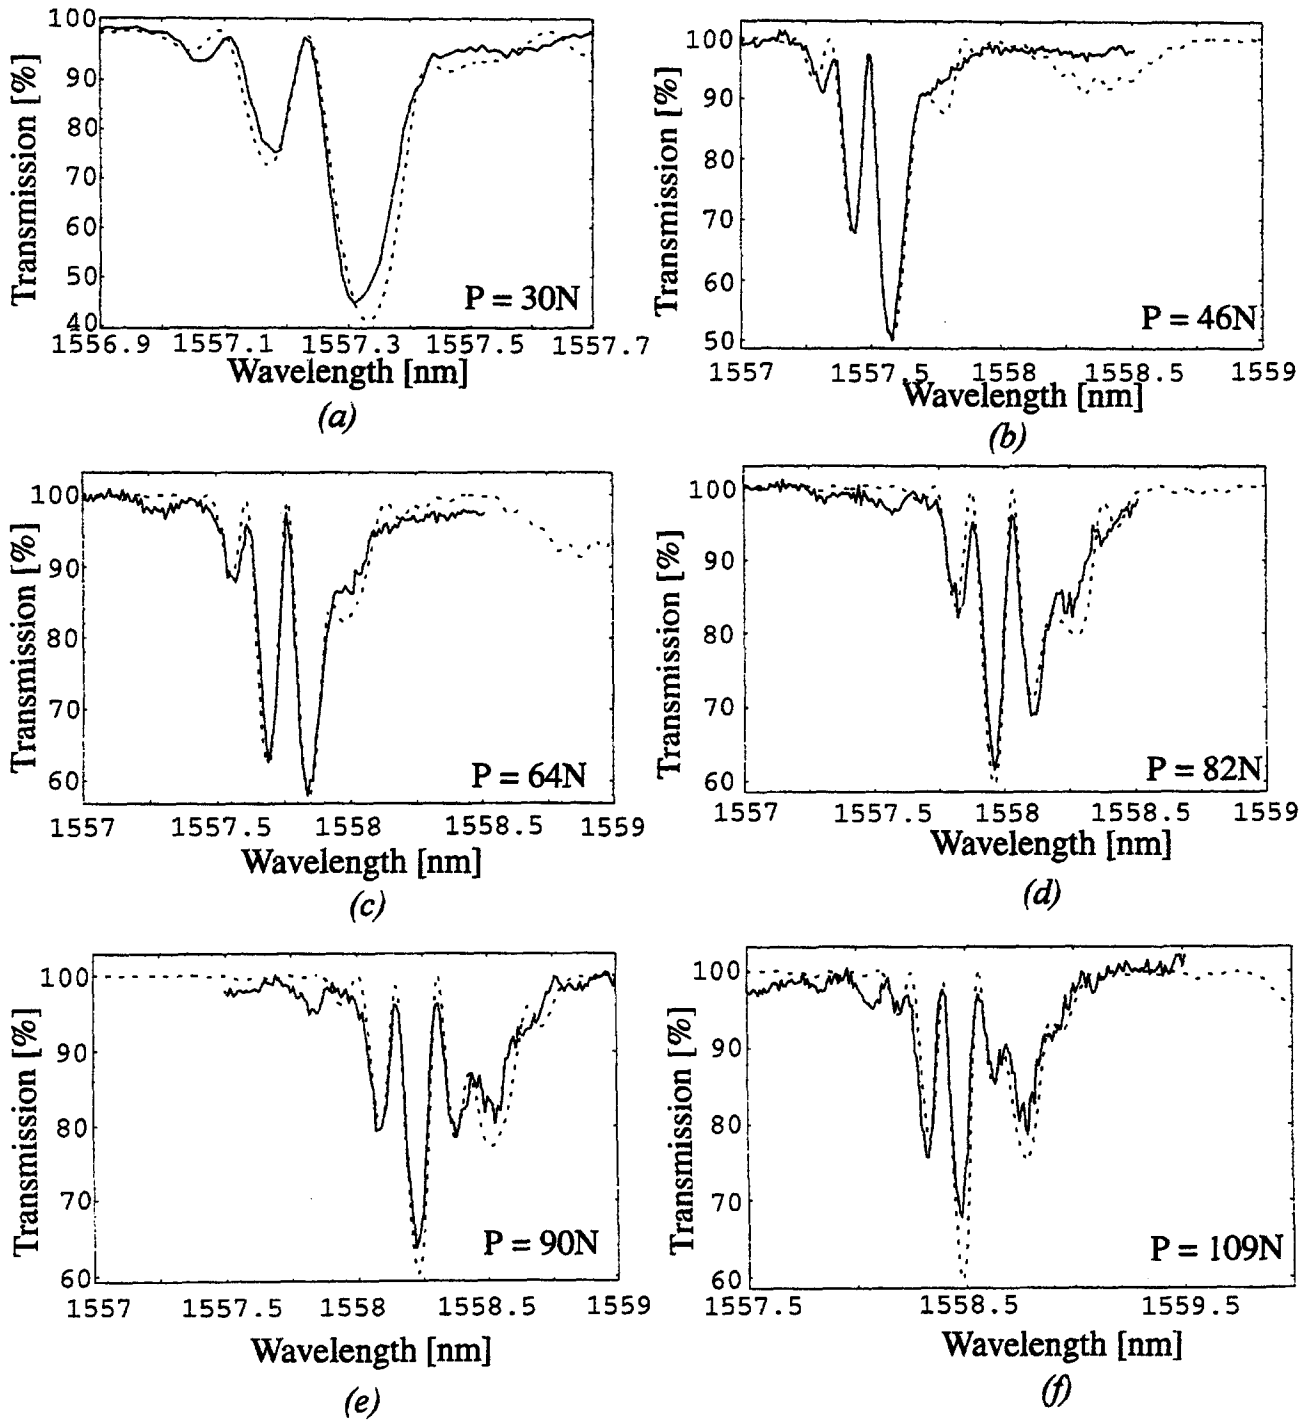 Transmission [%]
100
90
80
70
60
50
40
P = 30N
1556.9 1557.1 1557.3 1557.5 1557.7
Wavelength [nm]
(a)
Transmission [%]
100
90
80
70
60
50
P = 46N
1557 1557.5 1558 1558.5 1559
Wavelength [nm]
(b)
Transmission [%]
100
90
80
70
60
P = 64N
1557 1557.5 1558 1558.5 1559
Wavelength [nm]
(c)
Transmission [%]
100
90
80
70
60
P = 82N
1557 1557.5 1558 1558.5 1559
Wavelength [nm]
(d)
Transmission [%]
100
90
80
70
60
P = 90N
1557 1557.5 1558 1558.5 1559
Wavelength [nm]
(e)
Transmission [%]
100
90
80
70
60
P = 109N
1557.5 1558.5 1559.5
Wavelength [nm]
(f)